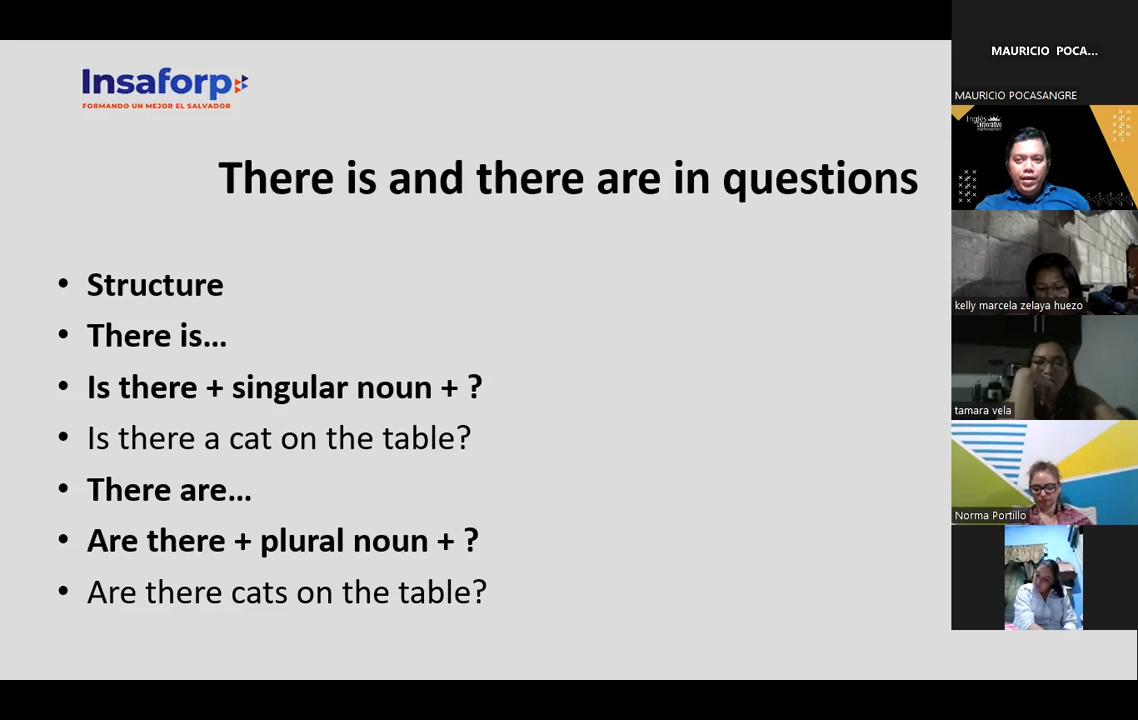 Insaforp
FORMANDO UN MEJOR EL SALVADOR
There is and there are in questions
• Structure
• There is…
• Is there + singular noun + ?
• Is there a cat on the table?
• There are…
• Are there + plural noun + ?
• Are there cats on the table?
MAURICIO POCA...
MAURICIO POCASANGRE
Inglés
kelly marcela zelaya huezo
tamara vela
Norma Portillo